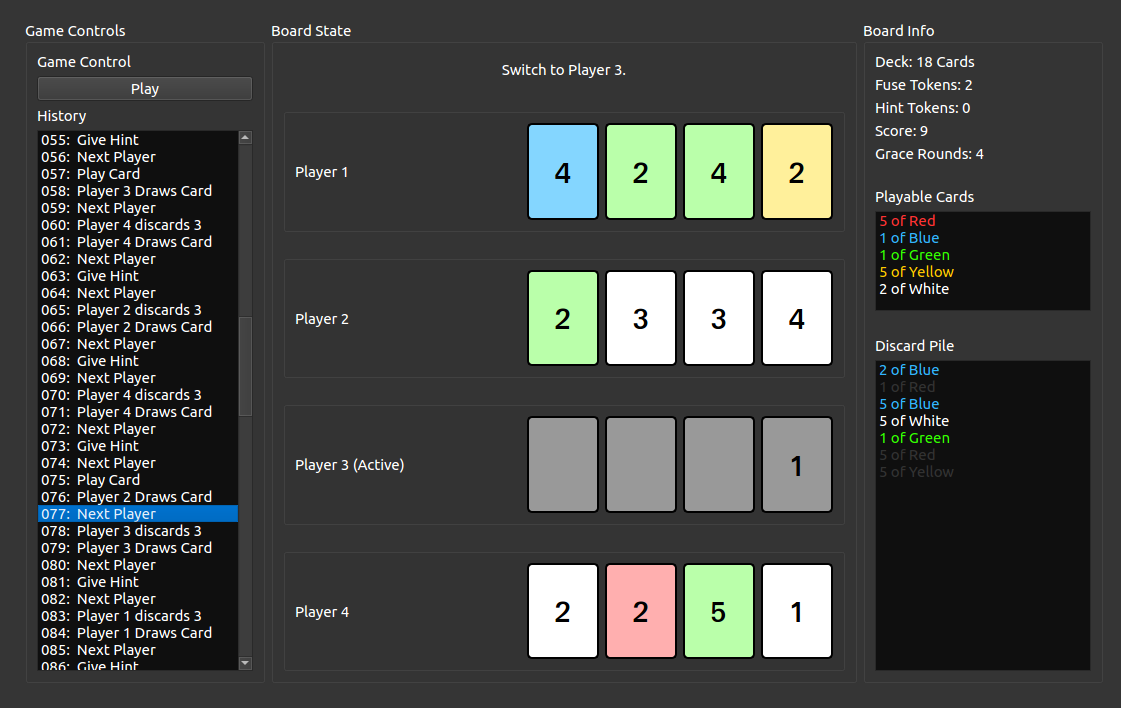 Game Controls
Game Control
Play
History
055: Give Hint
056: Next Player
057: Play Card
058: Player 3 Draws Card
059: Next Player
060: Player 4 discards 3
061: Player 4 Draws Card
062: Next Player
063: Give Hint
064: Next Player
065: Player 2 discards 3
066: Player 2 Draws Card
067: Next Player
068: Give Hint
069: Next Player
070: Player 4 discards 3
071: Player 4 Draws Card
072: Next Player
073: Give Hint
074: Next Player
075: Play Card
076: Player 2 Draws Card
077: Next Player
078: Player 3 discards 3
079: Player 3 Draws Card
080: Next Player
081: Give Hint
082: Next Player
083: Player 1 discards 3
084: Player 1 Draws Card
085: Next Player
086: Give Hint
Board State
Switch to Player 3.
Player 1 4 2 4 2
Player 2 2 3 3 4
Player 3 (Active) 1
Player 4 2 2 5 1
Board Info
Deck: 18 Cards
Fuse Tokens: 2
Hint Tokens: 0
Score: 9
Grace Rounds: 4
Playable Cards
5 of Red
1 of Blue
1 of Green
5 of Yellow
2 of White
Discard Pile
2 of Blue
1 of Red
5 of Blue
5 of White
1 of Green
5 of Red
5 of Yellow